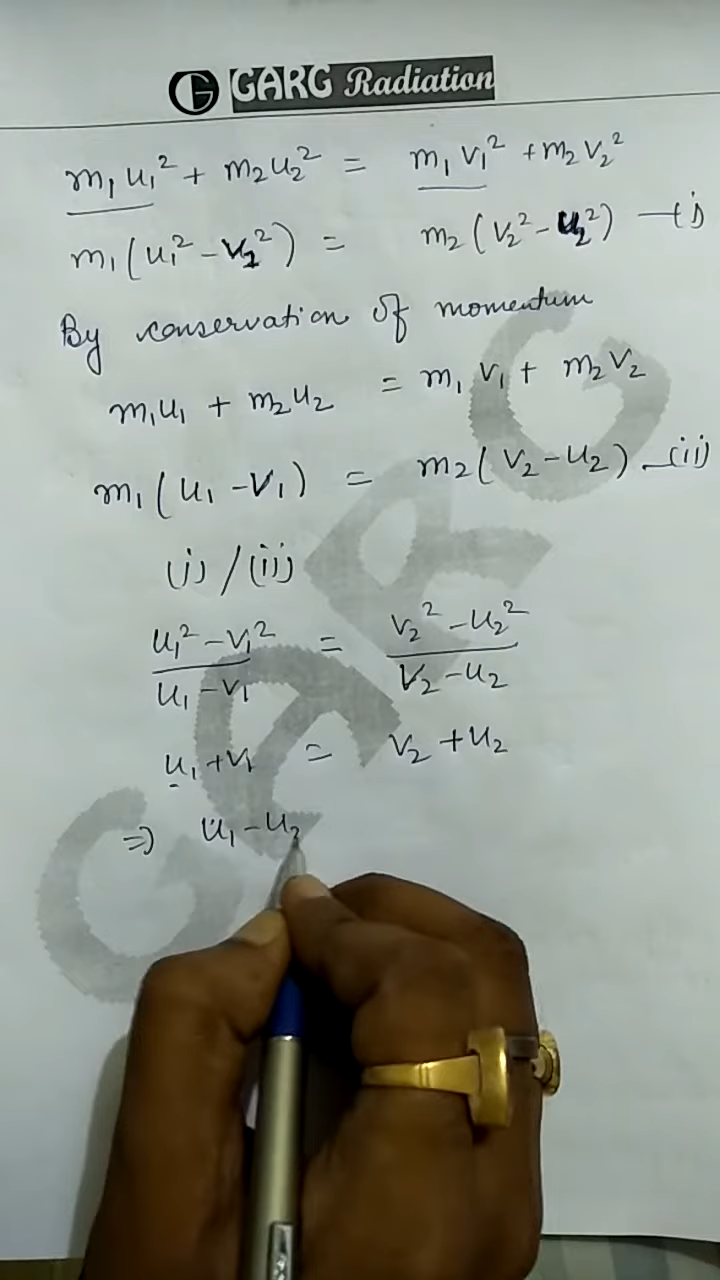 G GARG Radiation
m₁u₁² + m₂u₂² = m₁v₁² + m₂v₂²
m₁(u₁² - v₁²) = m₂(v₂² - u₂²) —(i)
By conservation of momentum
m₁u₁ + m₂u₂ = m₁v₁ + m₂v₂
m₁(u₁ - v₁) = m₂(v₂ - u₂) —(ii)
(i) / (ii)
(u₁² - v₁²)/(u₁ - v₁) = (v₂² - u₂²)/(v₂ - u₂)
u₁ + v₁ = v₂ + u₂
⇒ u₁ - u₂
GARG